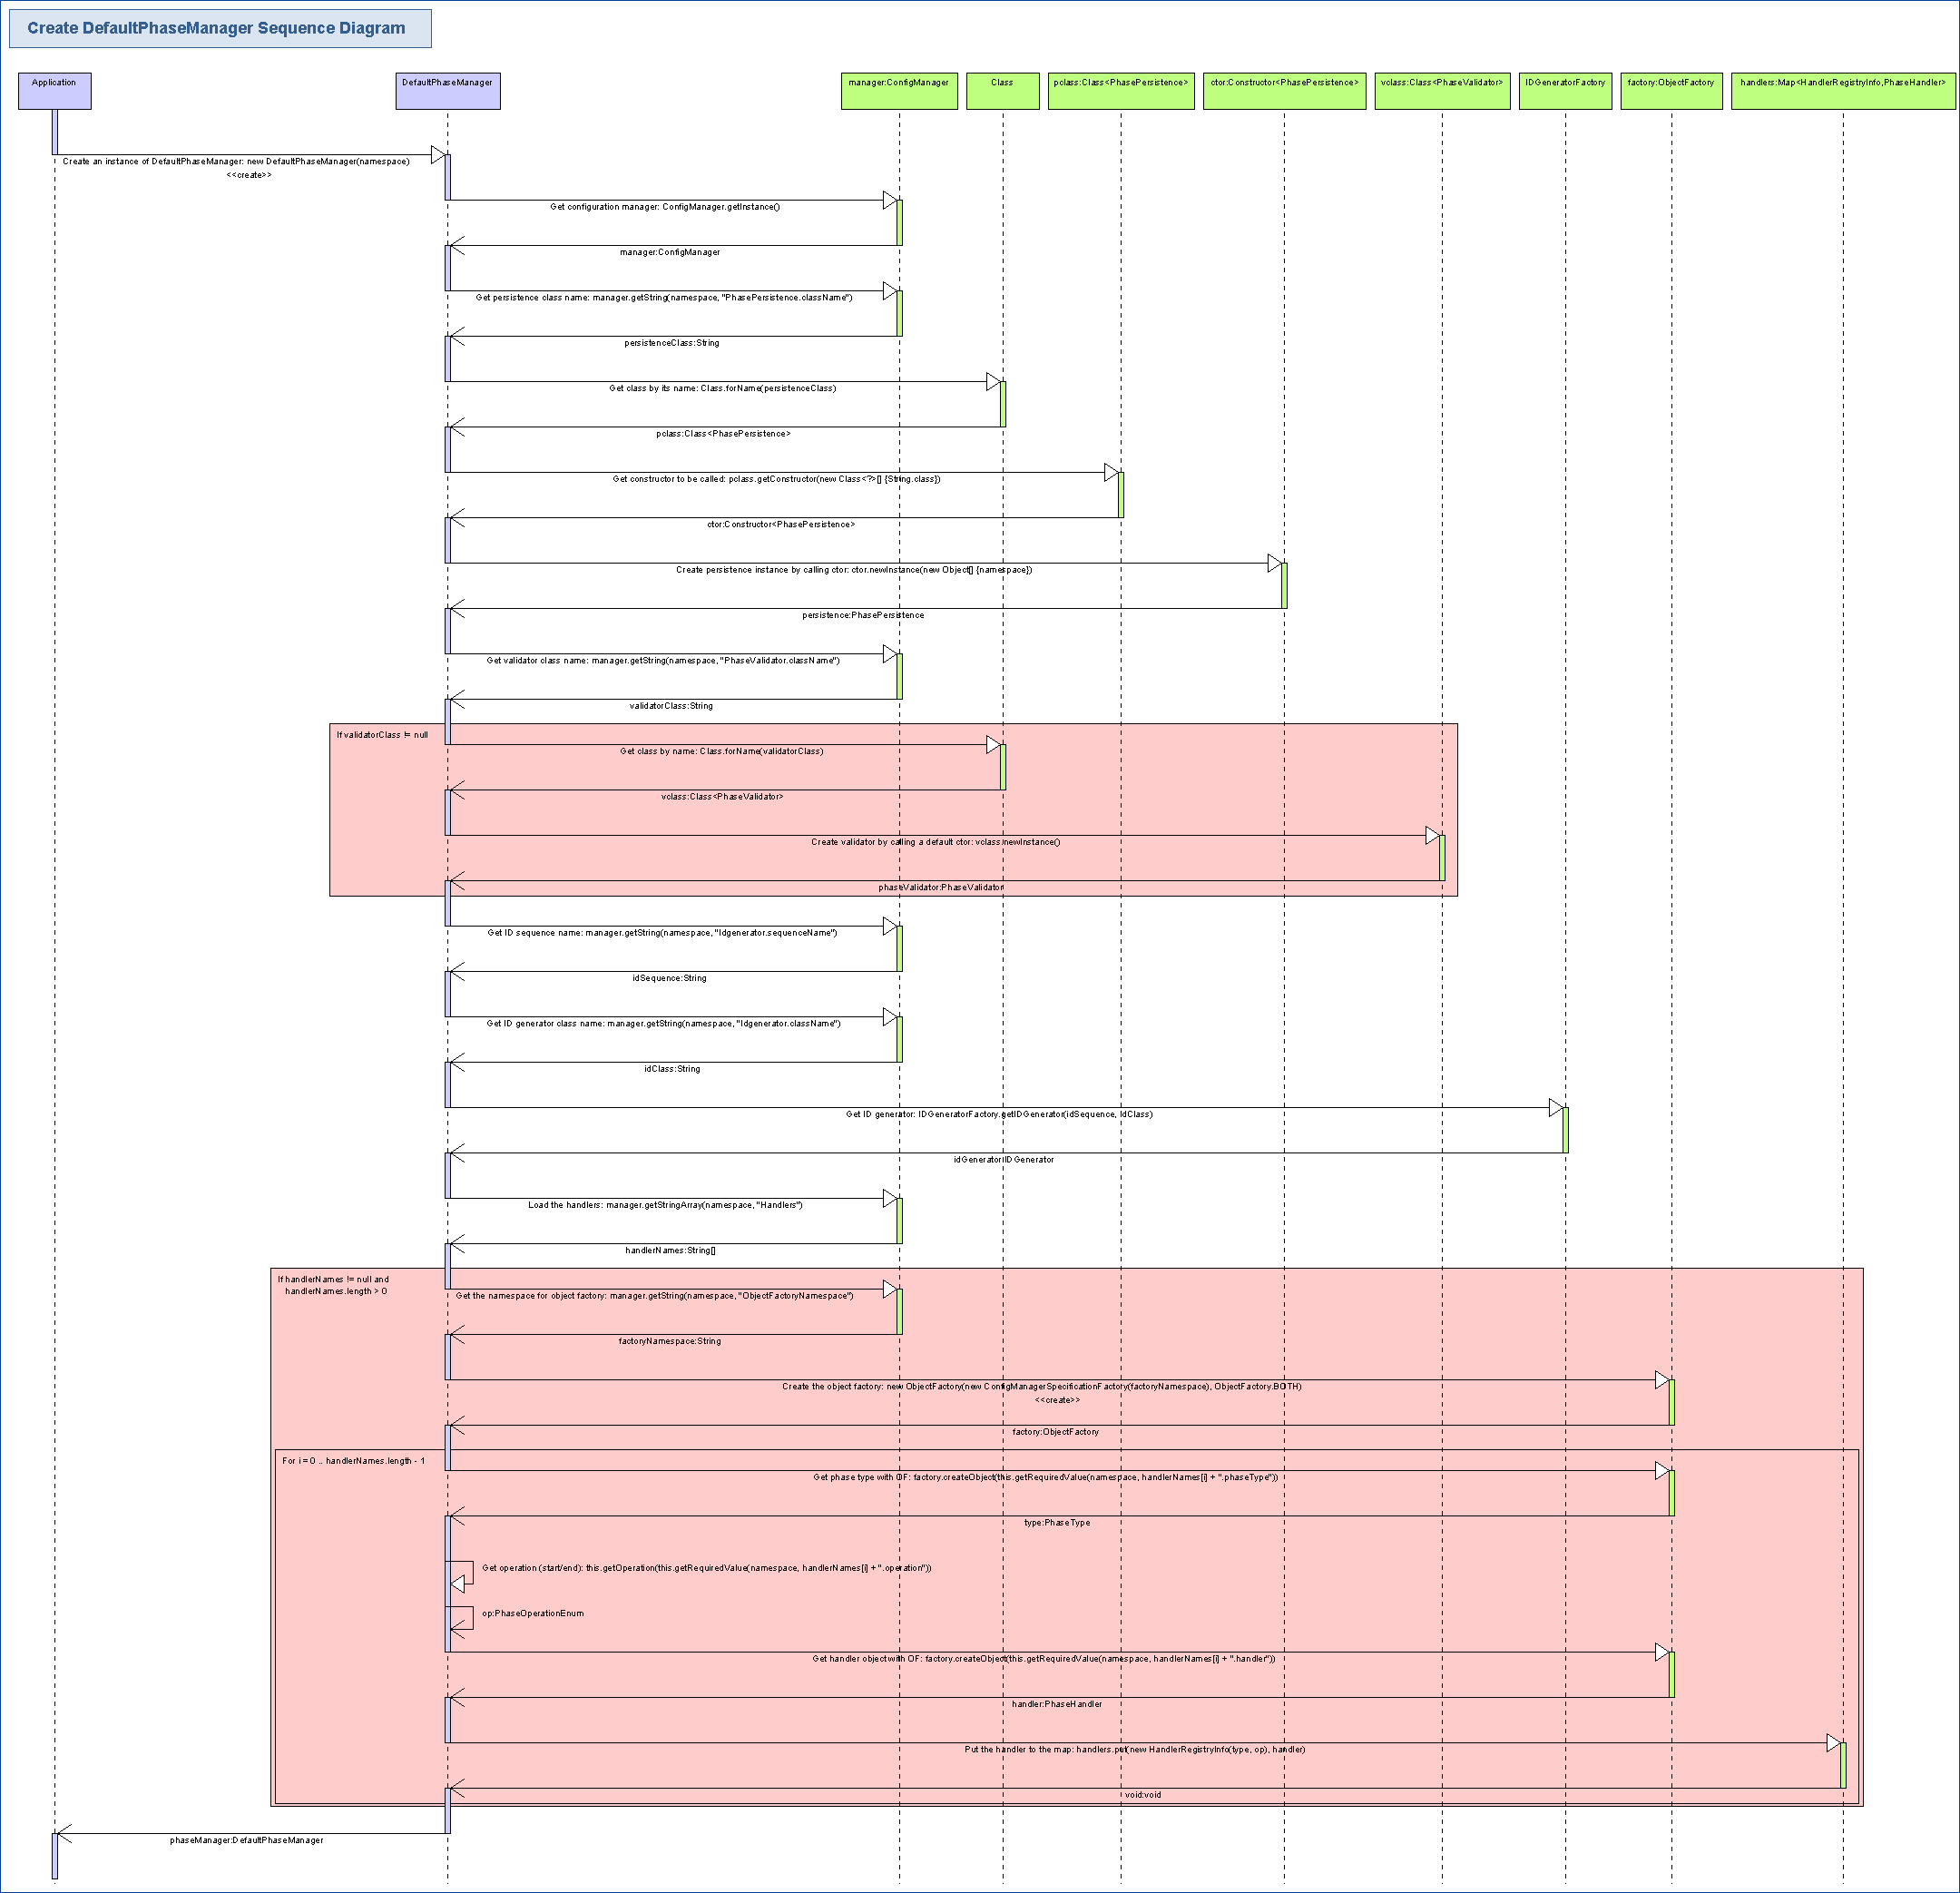 Create DefaultPhaseManager Sequence Diagram
Application
DefaultPhaseManager
manager:ConfigManager
Class
pclass:Class<PhasePersistence>
ctor:Constructor<PhasePersistence>
vclass:Class<PhaseValidator>
IDGeneratorFactory
factory:ObjectFactory
handlers:Map<HandlerRegistryInfo,PhaseHandler>
Create an instance of DefaultPhaseManager: new DefaultPhaseManager(namespace)
<<create>>
Get configuration manager: ConfigManager.getInstance()
manager:ConfigManager
Get persistence class name: manager.getString(namespace, "PhasePersistence.className")
persistenceClass:String
Get class by its name: Class.forName(persistenceClass)
pclass:Class<PhasePersistence>
Get constructor to be called: pclass.getConstructor(new Class<?>[] {String.class})
ctor:Constructor<PhasePersistence>
Create persistence instance by calling ctor: ctor.newInstance(new Object[] {namespace})
persistence:PhasePersistence
Get validator class name: manager.getString(namespace, "PhaseValidator.className")
validatorClass:String
If validatorClass != null
Get class by name: Class.forName(validatorClass)
vclass:Class<PhaseValidator>
Create validator by calling a default ctor: vclass.newInstance()
phaseValidator:PhaseValidator
Get ID sequence name: manager.getString(namespace, "Idgenerator.sequenceName")
idSequence:String
Get ID generator class name: manager.getString(namespace, "Idgenerator.className")
idClass:String
Get ID generator: IDGeneratorFactory.getIDGenerator(idSequence, IdClass)
idGenerator:IDGenerator
Load the handlers: manager.getStringArray(namespace, "Handlers")
handlerNames:String[]
If handlerNames != null and
handlerNames.length > 0
Get the namespace for object factory: manager.getString(namespace, "ObjectFactoryNamespace")
factoryNamespace:String
Create the object factory: new ObjectFactory(new ConfigManagerSpecificationFactory(factoryNamespace), ObjectFactory.BOTH)
<<create>>
factory:ObjectFactory
For i = 0 .. handlerNames.length - 1
Get phase type with OF: factory.createObject(this.getRequiredValue(namespace, handlerNames[i] + ".phaseType"))
type:PhaseType
Get operation (start/end): this.getOperation(this.getRequiredValue(namespace, handlerNames[i] + ".operation"))
op:PhaseOperationEnum
Get handler object with OF: factory.createObject(this.getRequiredValue(namespace, handlerNames[i] + ".handler"))
handler:PhaseHandler
Put the handler to the map: handlers.put(new HandlerRegistryInfo(type, op), handler)
void:void
phaseManager:DefaultPhaseManager